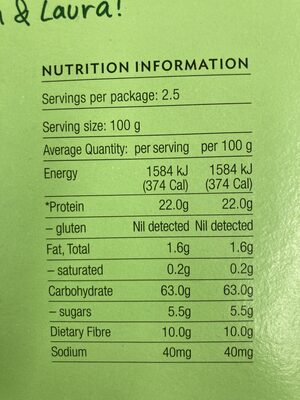 & Laura!
NUTRITION INFORMATION
Servings per package: 2.5
Serving size: 100 g
Average Quantity: per serving per 100 g
Energy 1584 kJ 1584 kJ
(374 Cal) (374 Cal)
*Protein 22.0g 22.0g
– gluten Nil detected Nil detected
Fat, Total 1.6g 1.6g
– saturated 0.2g 0.2g
Carbohydrate 63.0g 63.0g
– sugars 5.5g 5.5g
Dietary Fibre 10.0g 10.0g
Sodium 40mg 40mg